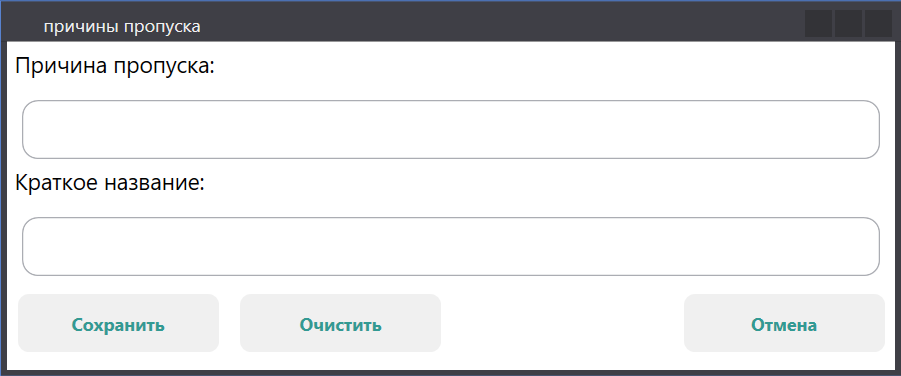 причины пропуска
Причина пропуска:
Краткое название:
Сохранить
Очистить
Отмена